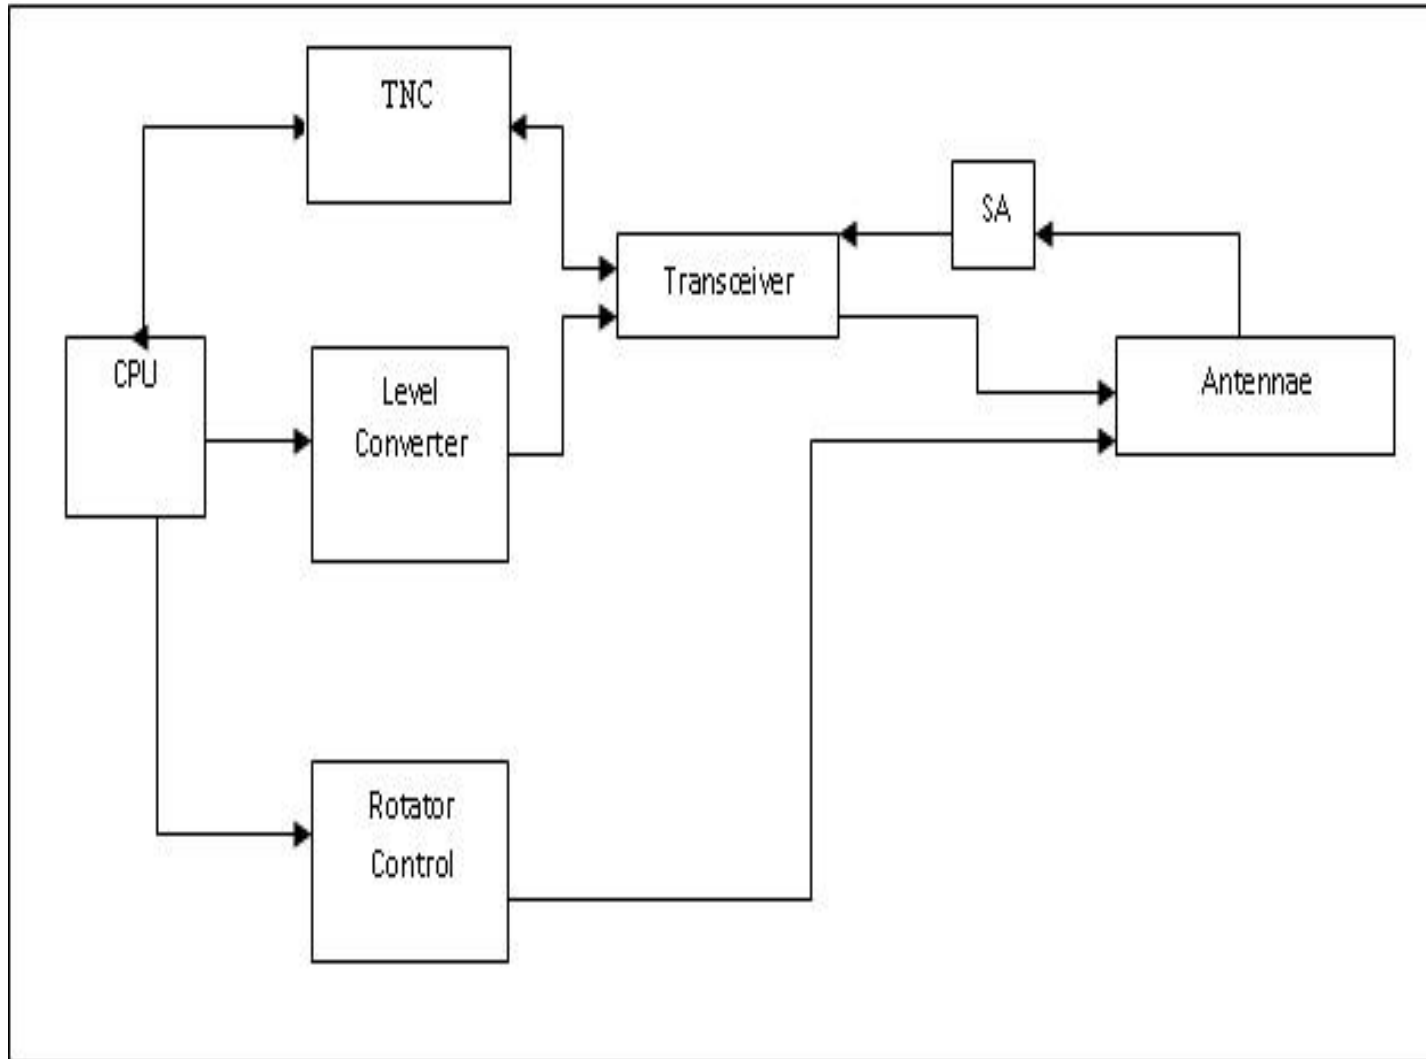 TNC
SA
Transceiver
CPU
Level
Converter
Antennae
Rotator
Control